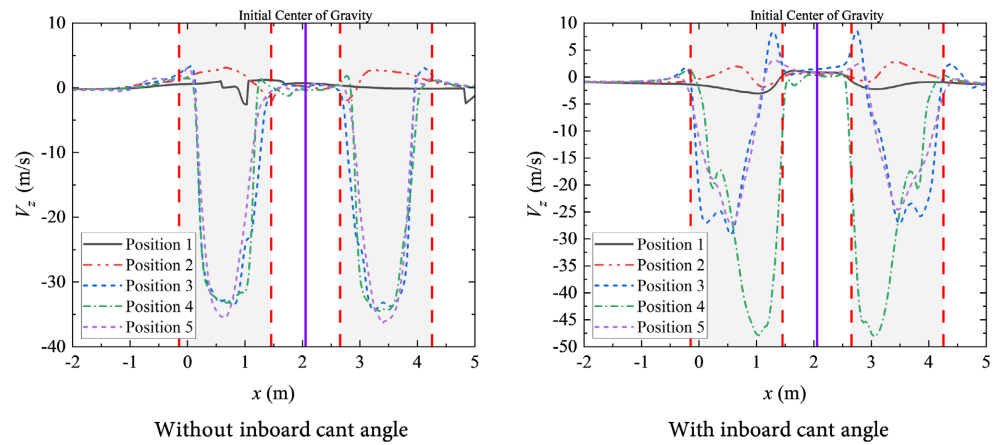 Initial Center of Gravity
10
0
-10
-20
-30
-40
V_z (m/s)
Position 1
Position 2
Position 3
Position 4
Position 5
-2 -1 0 1 2 3 4 5
x (m)
Without inboard cant angle
Initial Center of Gravity
10
5
0
-5
-10
-15
-20
-25
-30
-35
-40
-45
-50
V_z (m/s)
Position 1
Position 2
Position 3
Position 4
Position 5
-2 -1 0 1 2 3 4 5
x (m)
With inboard cant angle